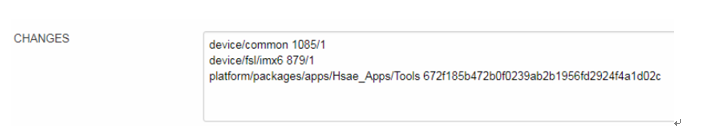 CHANGES
device/common 1085/1
device/fsl/imx6 879/1
platform/packages/apps/Hsae_Apps/Tools 672f185b472b0f0239ab2b1956fd2924f4a1d02c